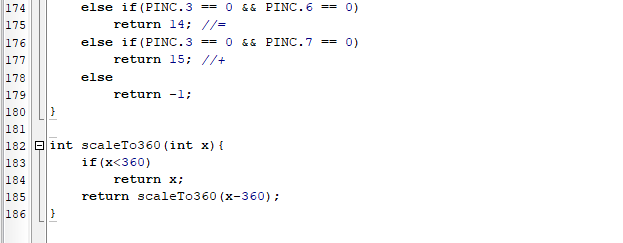 174 else if(PINC.3 == 0 && PINC.6 == 0)
175 return 14; //=
176 else if(PINC.3 == 0 && PINC.7 == 0)
177 return 15; //+
178 else
179 return -1;
180 }
181
182 int scaleTo360(int x){
183 if(x<360)
184 return x;
185 return scaleTo360(x-360);
186 }